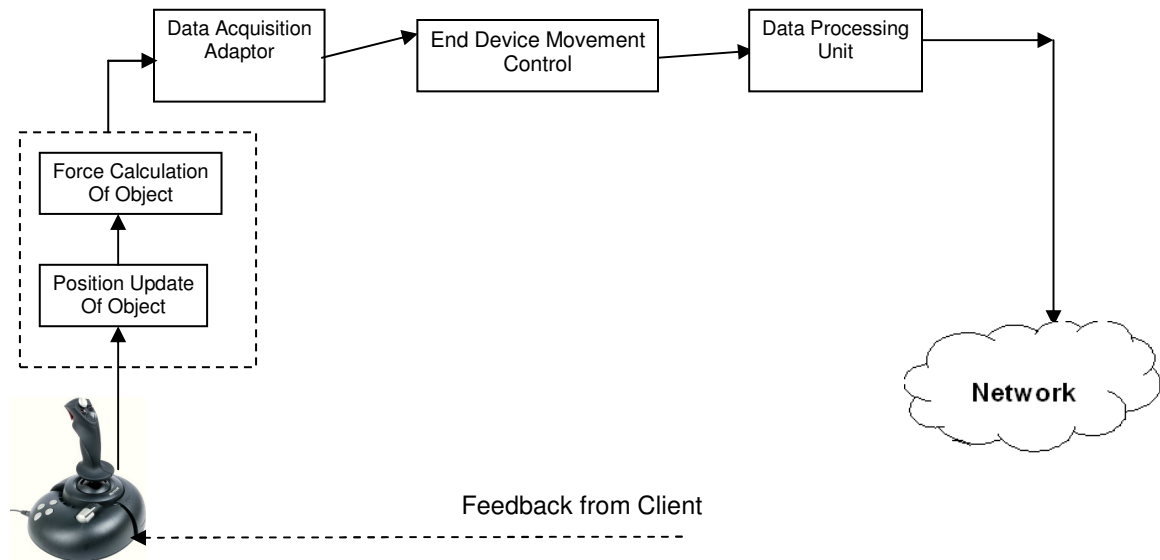 Data Acquisition
Adaptor
End Device Movement
Control
Data Processing
Unit
Force Calculation
Of Object
Position Update
Of Object
Network
Feedback from Client